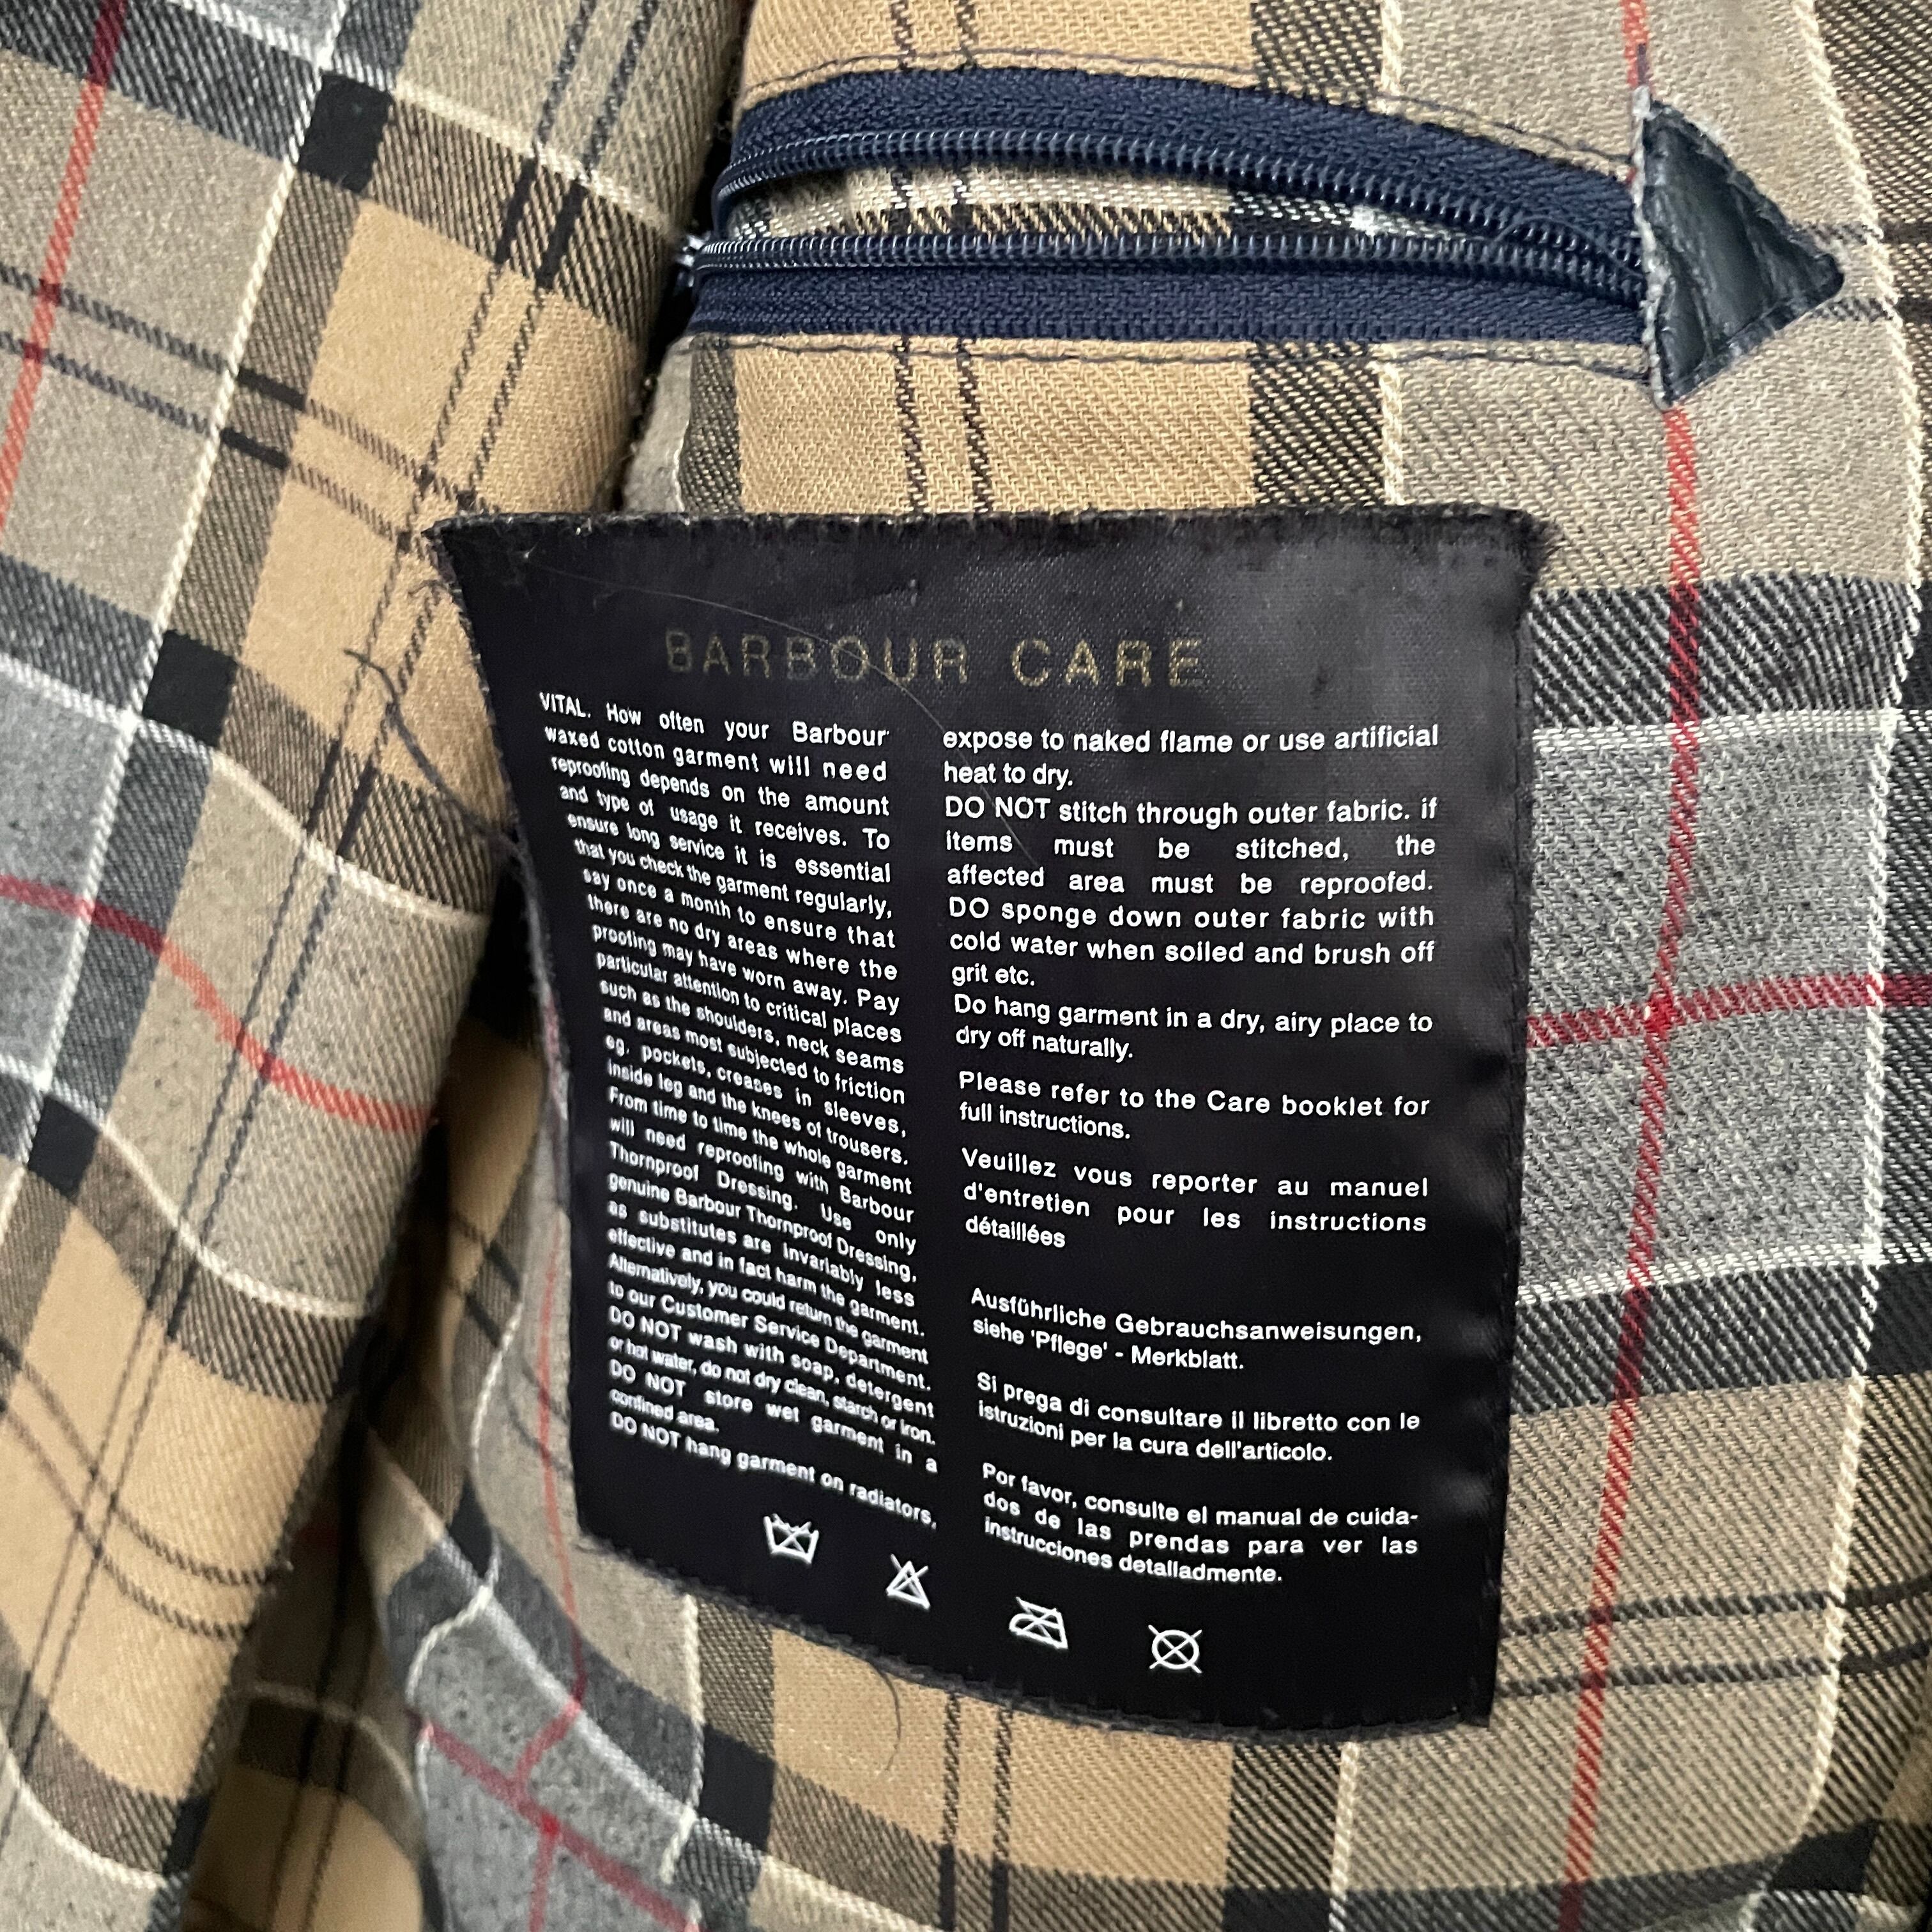 BARBOUR CARE
VITAL. How often your Barbour
waxed cotton garment will need
reproofing depends on the amount
and type of usage it receives. To
ensure long service it is essential
that you check the garment regularly,
say once a month to ensure that
there are no dry areas where the
proofing may have worn away. Pay
particular attention to critical places
such as the shoulders, neck seams
and areas most subjected to friction
eg, pockets, creases in sleeves,
inside leg and the knees of trousers.
From time to time the whole garment
will need reproofing with Barbour
Thornproof Dressing. Use only
genuine Barbour Thornproof Dressing,
as substitutes are invariably less
effective and in fact harm the garment.
Alternatively, you could return the garment
to our Customer Service Department.
DO NOT wash with soap, detergent
or hot water, do not dry clean, starch or iron.
DO NOT store wet garment in a
confined area.
DO NOT hang garment on radiators,
expose to naked flame or use artificial
heat to dry.
DO NOT stitch through outer fabric. if
items must be stitched, the
affected area must be reproofed.
DO sponge down outer fabric with
cold water when soiled and brush off
grit etc.
Do hang garment in a dry, airy place to
dry off naturally.
Please refer to the Care booklet for
full instructions.
Veuillez vous reporter au manuel
d'entretien pour les instructions
détaillées
Ausführliche Gebrauchsanweisungen,
siehe 'Pflege' - Merkblatt.
Si prega di consultare il libretto con le
istruzioni per la cura dell'articolo.
Por favor, consulte el manual de cuida-
dos de las prendas para ver las
instrucciones detalladmente.